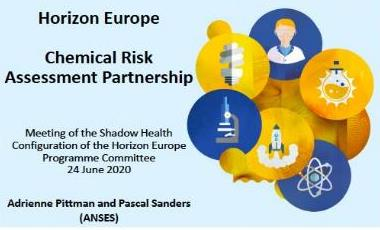 Horizon Europe
Chemical Risk
Assessment Partnership
Meeting of the Shadow Health
Configuration of the Horizon Europe
Programme Committee
24 June 2020
Adrienne Pittman and Pascal Sanders
(ANSES)